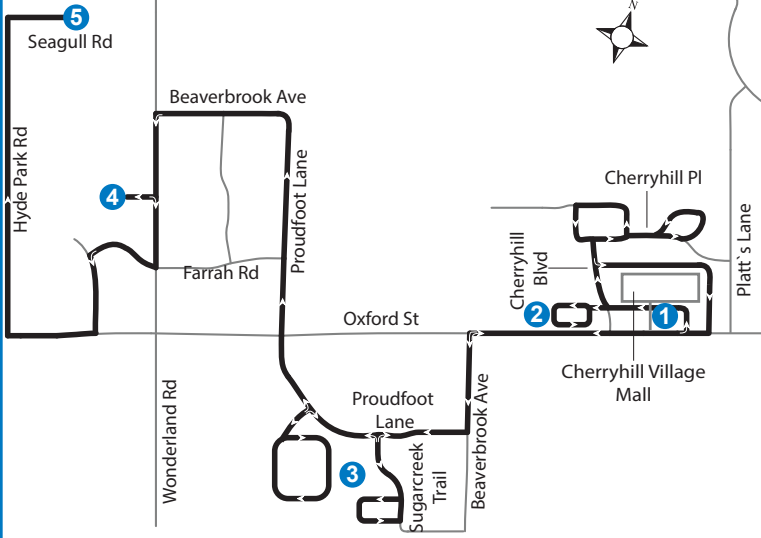 N
5
Seagull Rd
Beaverbrook Ave
Hyde Park Rd
Proudfoot Lane
4
Cherryhill Pl
Platt`s Lane
Farrah Rd
Cherryhill
Blvd
Oxford St
2
1
Cherryhill Village
Mall
Wonderland Rd
Proudfoot
Lane
Beaverbrook Ave
3
Sugarcreek
Trail